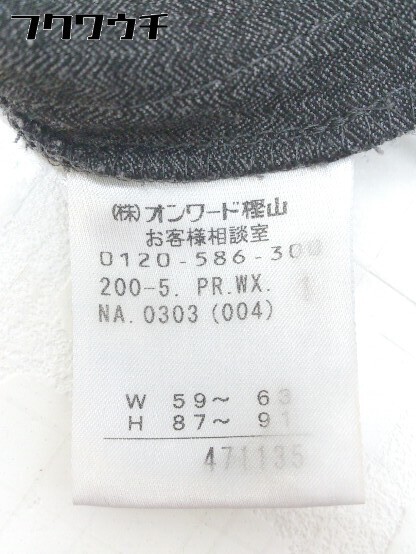 フクワウチ
(株)オンワード樫山
お客様相談室
0120-586-300
200-5. PR.WX. 1
NA.0303(004)
W 59〜 63
H 87〜 91
471135